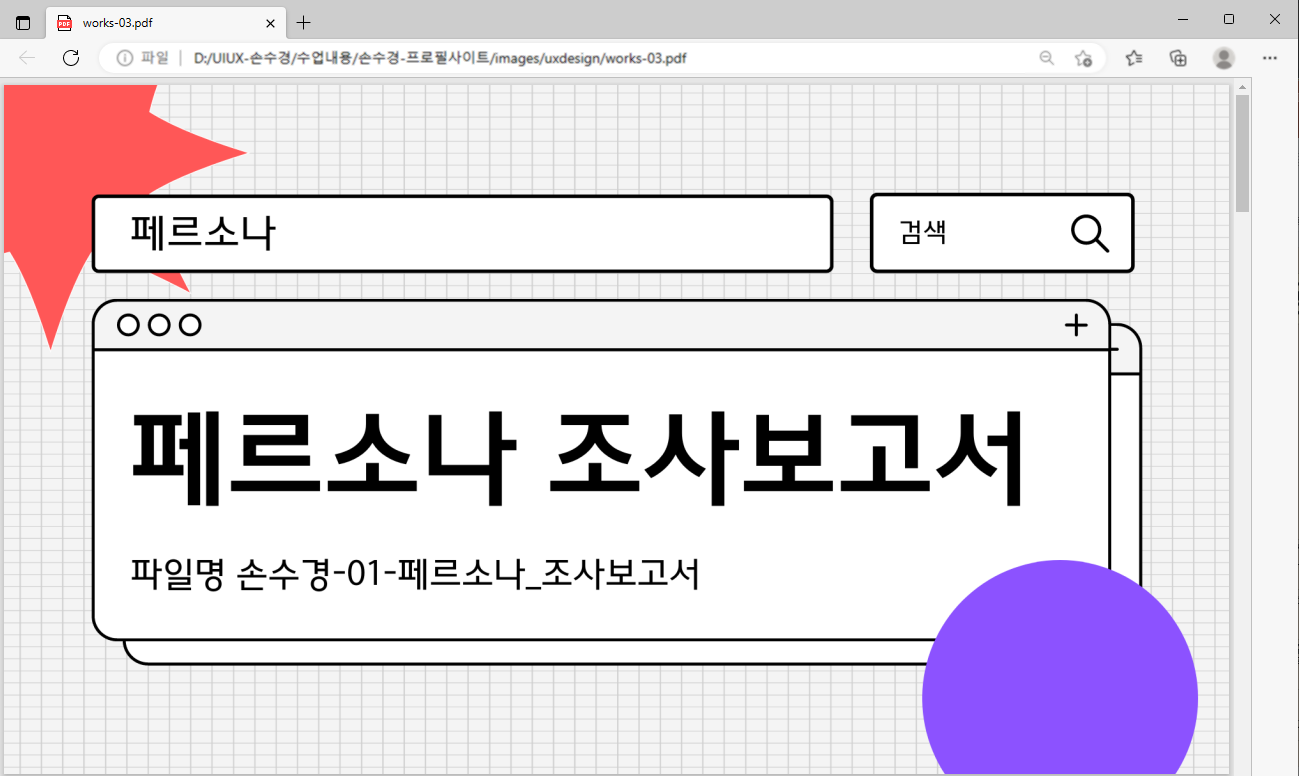 works-03.pdf
파일 | D:/UIUX-손수경/수업내용/손수경-프로필사이트/images/uxdesign/works-03.pdf
페르소나
검색
페르소나 조사보고서
파일명 손수경-01-페르소나_조사보고서